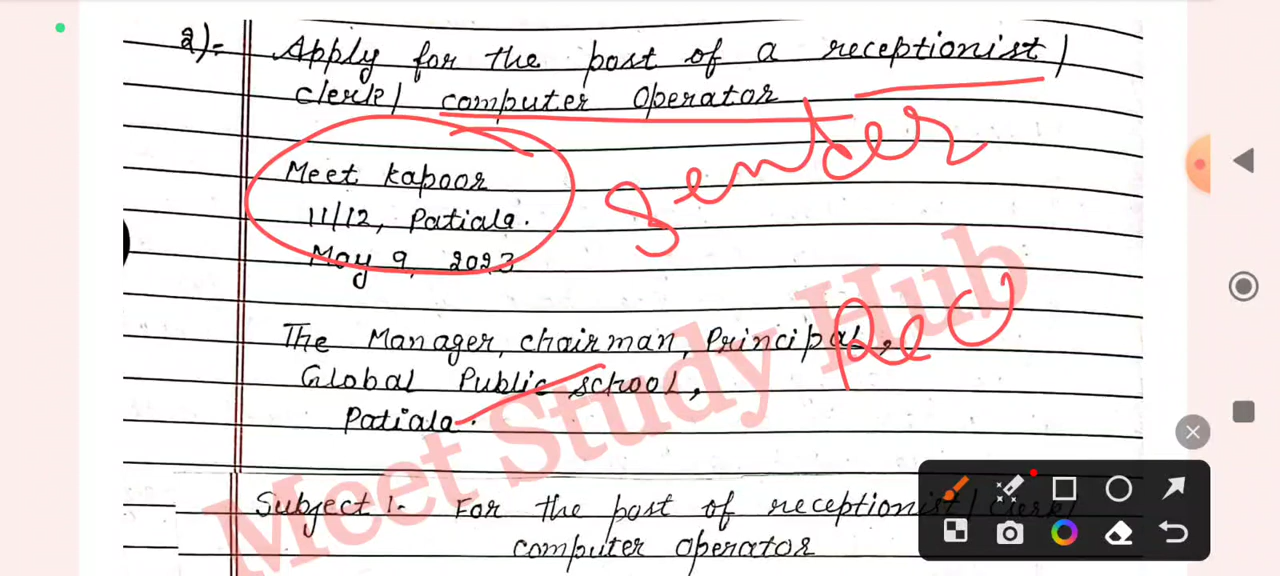 2):- Apply for the post of a receptionist/
clerk/ computer operator
Meet Kapoor
11/12, Patiala.
May 9, 2023
Sender
The Manager, chairman, Principal,
Rec
Global Public school,
Patiala.
Subject :- For the post of receptionist/ clerk/
computer operator
Meet Study Hub